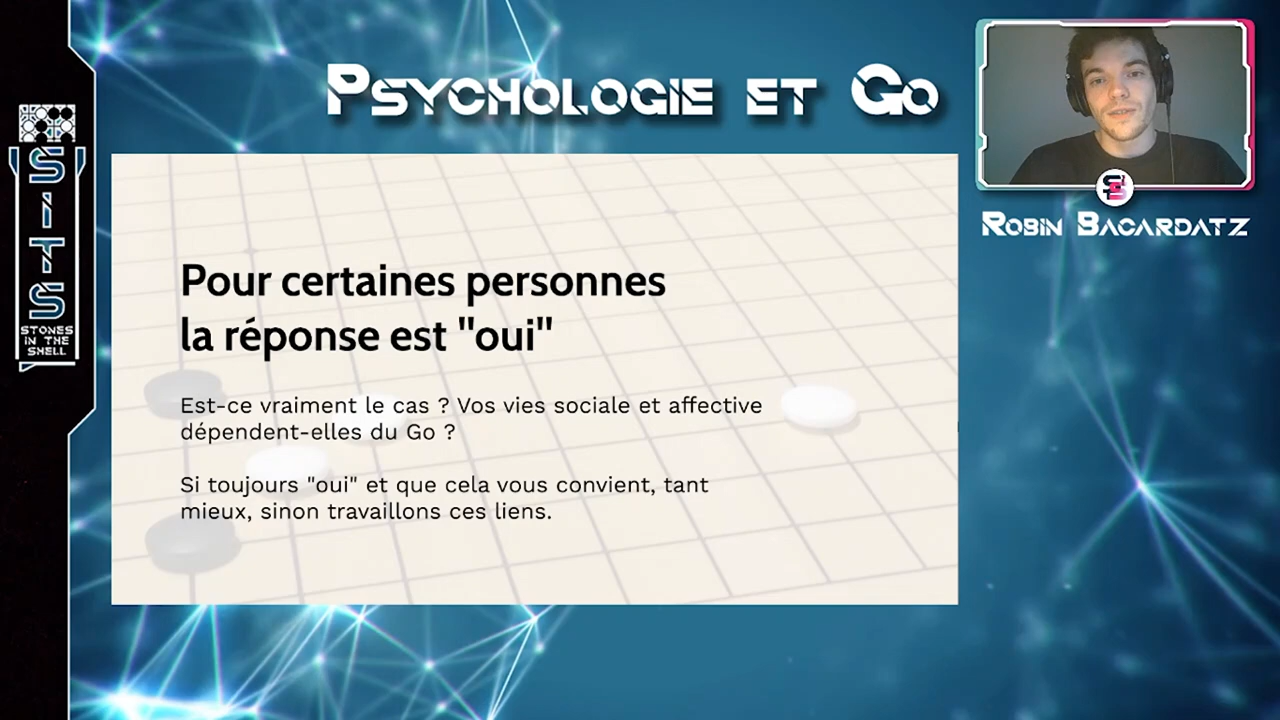 Psychologie et Go
SITS
STONES
IN THE
SHELL
Robin Bacardatz
Pour certaines personnes
la réponse est "oui"
Est-ce vraiment le cas ? Vos vies sociale et affective
dépendent-elles du Go ?
Si toujours "oui" et que cela vous convient, tant
mieux, sinon travaillons ces liens.